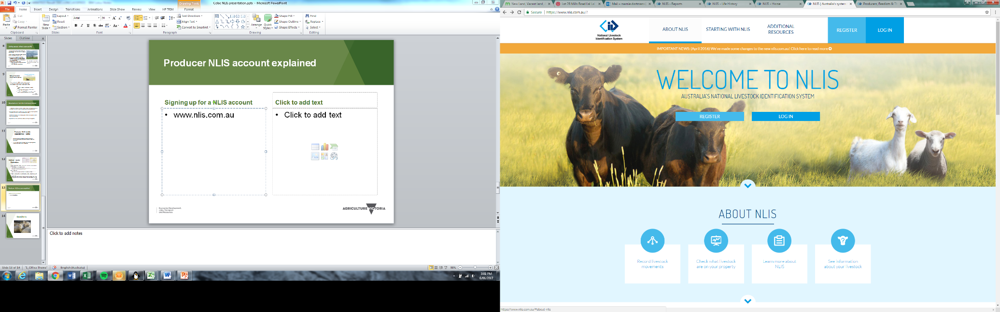 Colac NLIS presentation.pptx - Microsoft PowerPoint
Drawing Tools
File
Home
Insert
Design
Transitions
Animations
Slide Show
Review
View
HP TRIM
Format
Paste
Cut
Copy
Format Painter
Clipboard
New
Slide
Layout
Reset
Section
Slides
Arial
24
Font
Text Direction
Align Text
Convert to SmartArt
Paragraph
Arrange
Quick
Styles
Shape Fill
Shape Outline
Shape Effects
Drawing
Find
Replace
Select
Editing
Slides
Outline
8
9
10
11
12
13
14
Questions
Producer NLIS account explained
Signing up for a NLIS account
• www.nlis.com.au
Click to add text
• Click to add text
Economic Development,
Jobs, Transport
and Resources
AGRICULTURE VICTORIA
Click to add notes
Slide 13 of 14
"1_Office Theme"
English (Australia)
98%
3:01 PM
6/06/2017
New Land, Vacant land,
Lot 28 Mills Road Lal Lal
NLIS - Reports
NLIS - Life History
NLIS - Home
NLIS | Australia's system
Producers, Feedlots & Th
Secure
https://www.nlis.com.au/?
National Livestock
Identification System
ABOUT NLIS
STARTING WITH NLIS
ADDITIONAL
RESOURCES
REGISTER
LOG IN
IMPORTANT NEWS: (April 2016) We've made some changes to the new nlis.com.au! Click here to read more
WELCOME TO NLIS
AUSTRALIA'S NATIONAL LIVESTOCK IDENTIFICATION SYSTEM
REGISTER
LOG IN
ABOUT NLIS
Record livestock
movements
Check what livestock
are on your property
Learn more about
NLIS
See information
about your livestock
https://www.nlis.com.au/#about-nlis